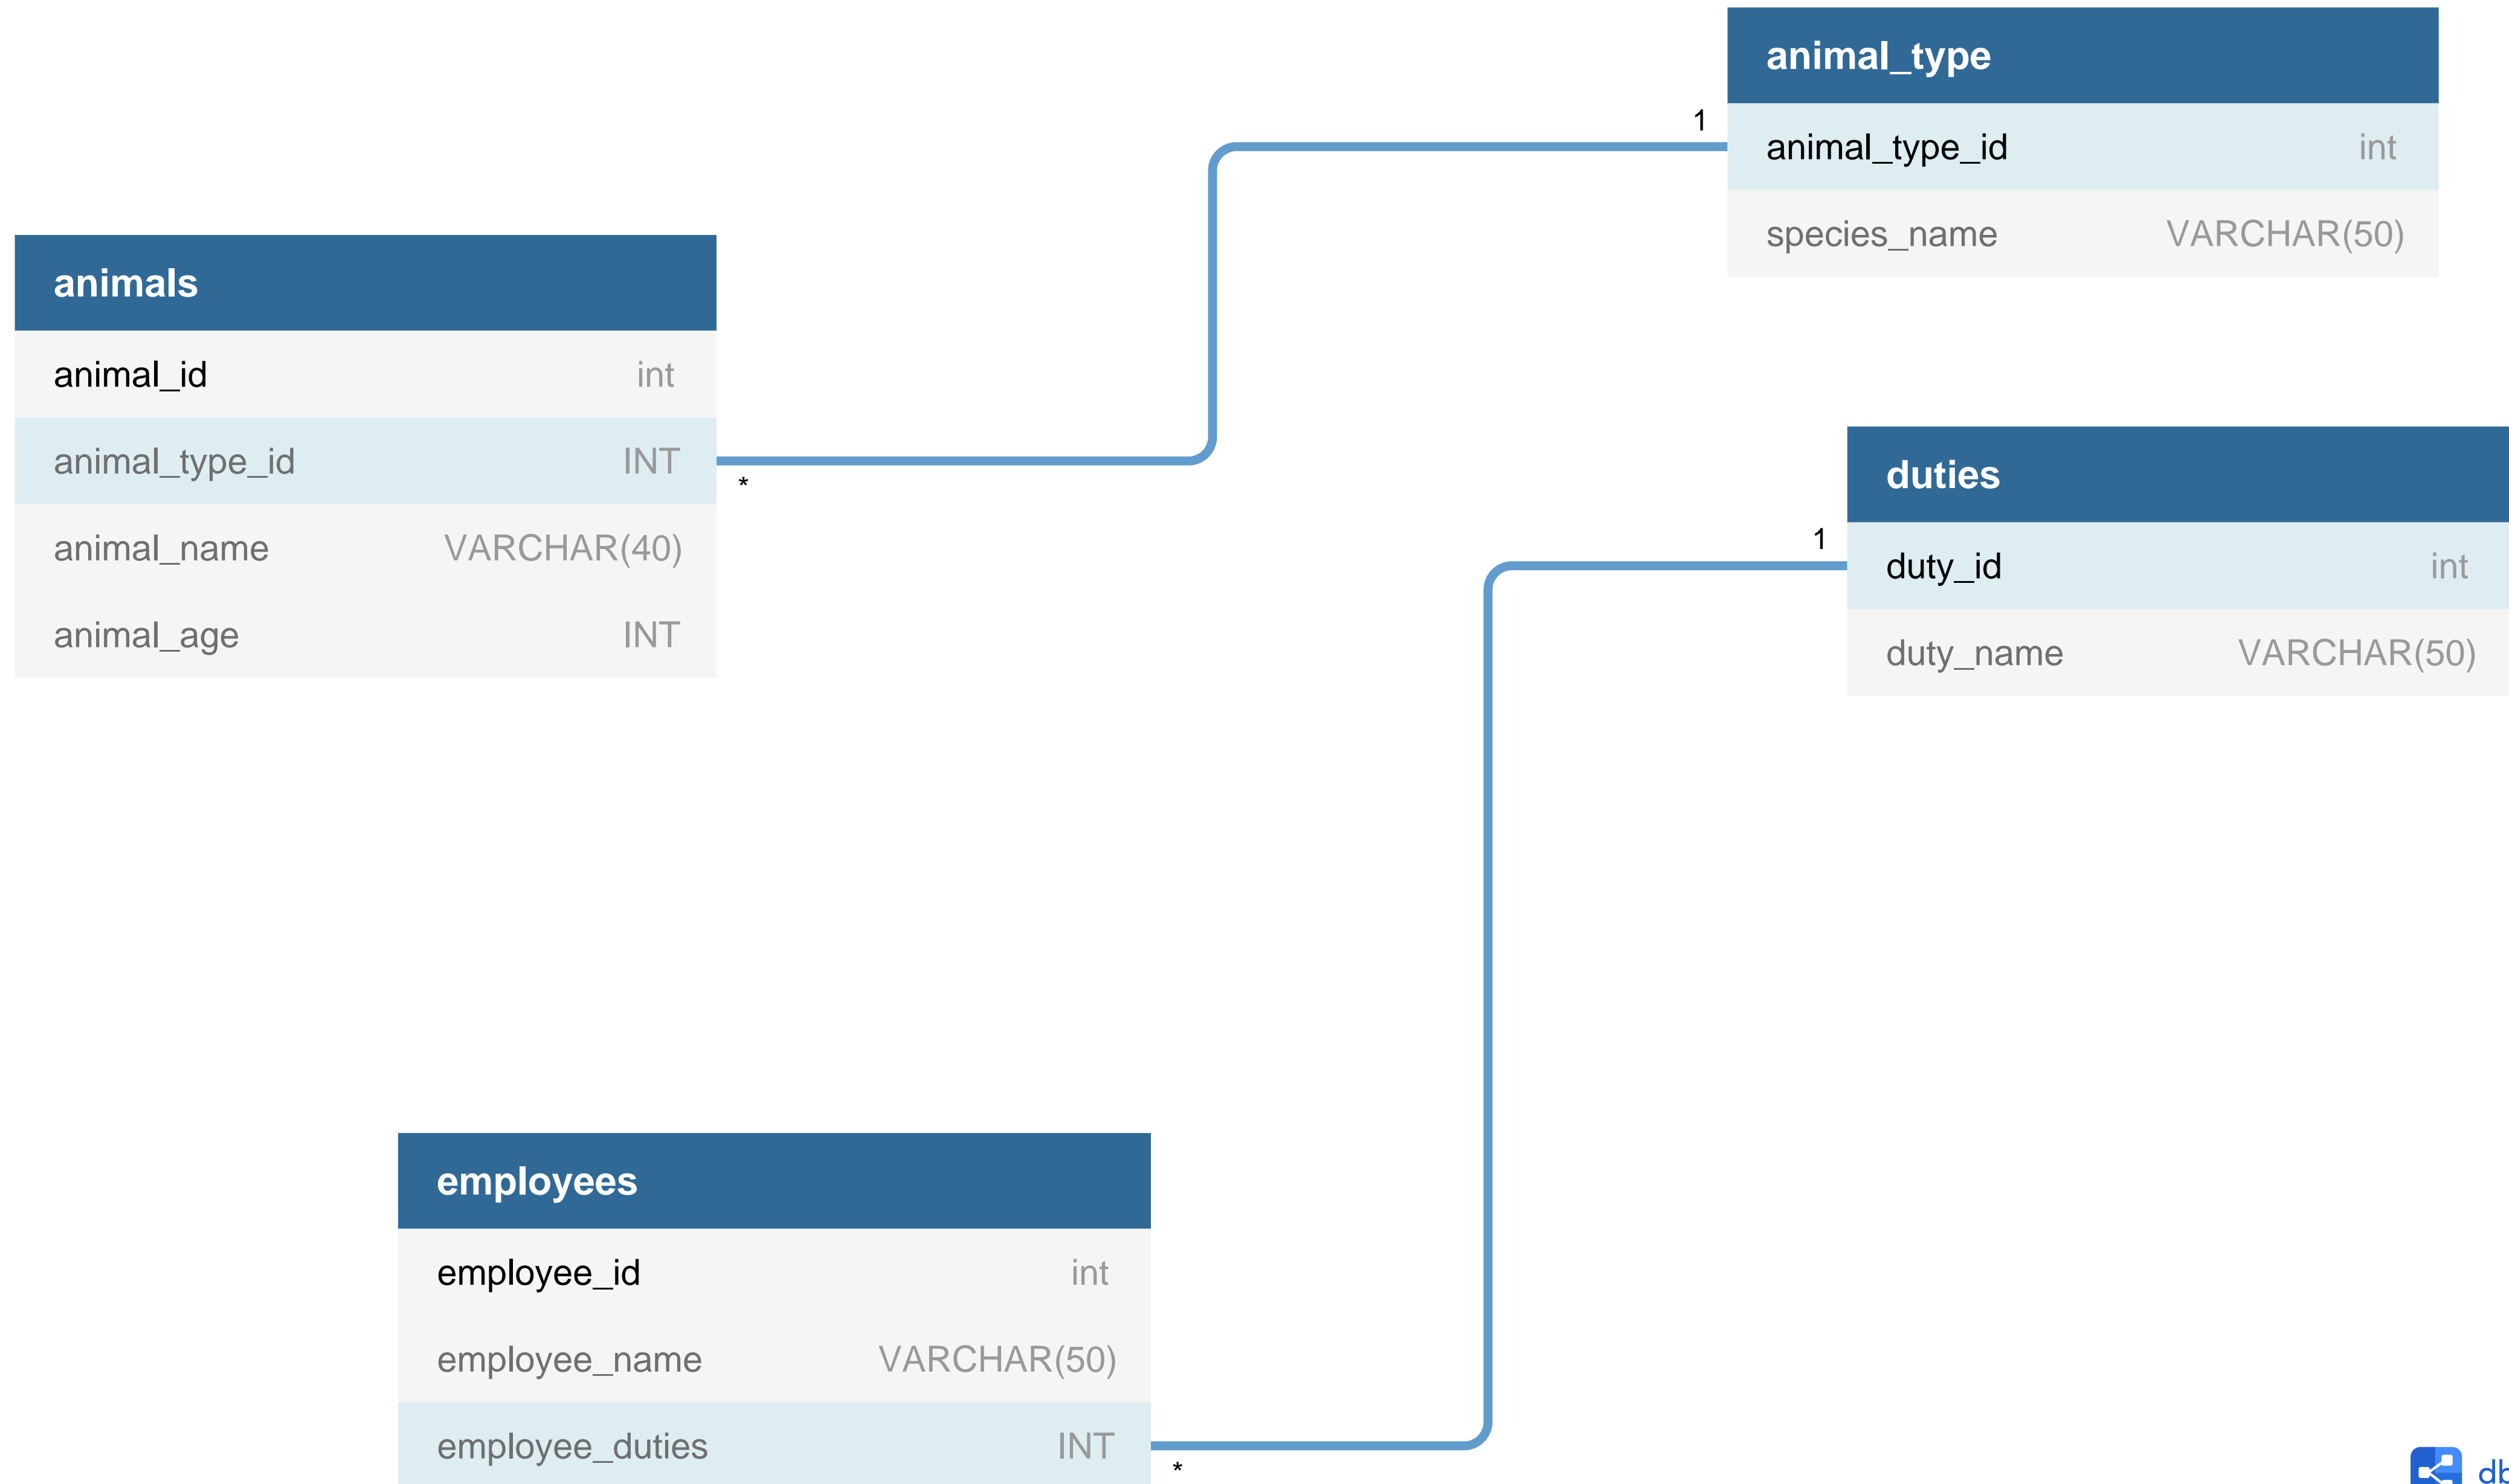 animal_type
1
animal_type_id int
species_name VARCHAR(50)
animals
animal_id int
animal_type_id INT
*
animal_name VARCHAR(40)
animal_age INT
duties
1
duty_id int
duty_name VARCHAR(50)
employees
employee_id int
employee_name VARCHAR(50)
employee_duties INT
*